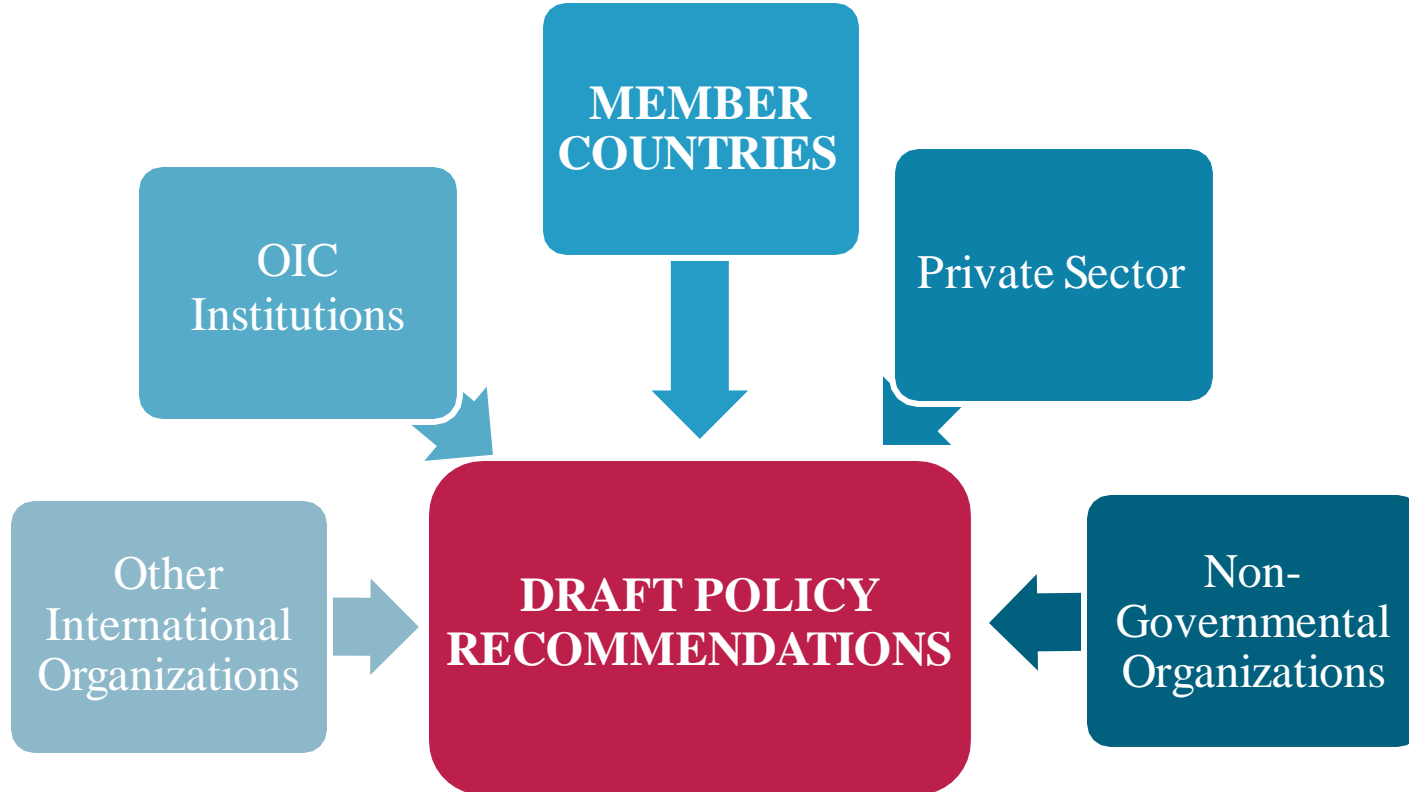 MEMBER
COUNTRIES
OIC
Institutions
Private Sector
Other
International
Organizations
DRAFT POLICY
RECOMMENDATIONS
Non-
Governmental
Organizations